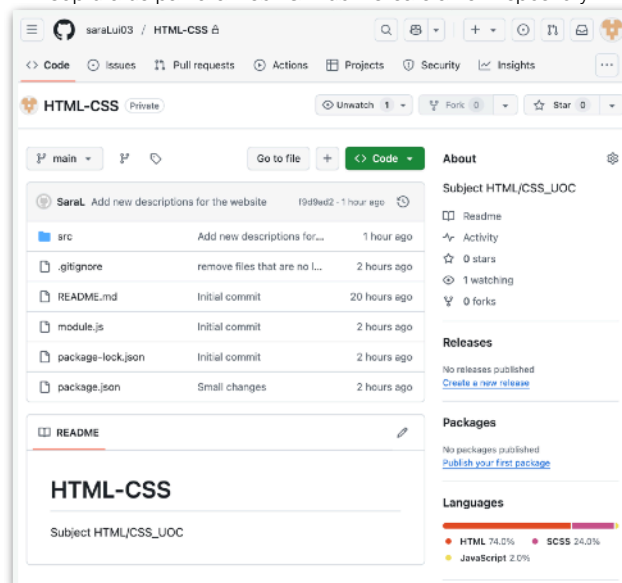 saraLui03 / HTML-CSS
Code Issues Pull requests Actions Projects Security Insights
HTML-CSS Private Unwatch 1 Fork 0 Star 0
main Go to file Code
SaraL Add new descriptions for the website f9d9ed2 · 1 hour ago
src Add new descriptions for... 1 hour ago
.gitignore remove files that are no l... 2 hours ago
README.md Initial commit 20 hours ago
module.js Initial commit 2 hours ago
package-lock.json Initial commit 2 hours ago
package.json Small changes 2 hours ago
README
HTML-CSS
Subject HTML/CSS_UOC
About
Subject HTML/CSS_UOC
Readme
Activity
0 stars
1 watching
0 forks
Releases
No releases published
Create a new release
Packages
No packages published
Publish your first package
Languages
HTML 74.0% SCSS 24.0%
JavaScript 2.0%